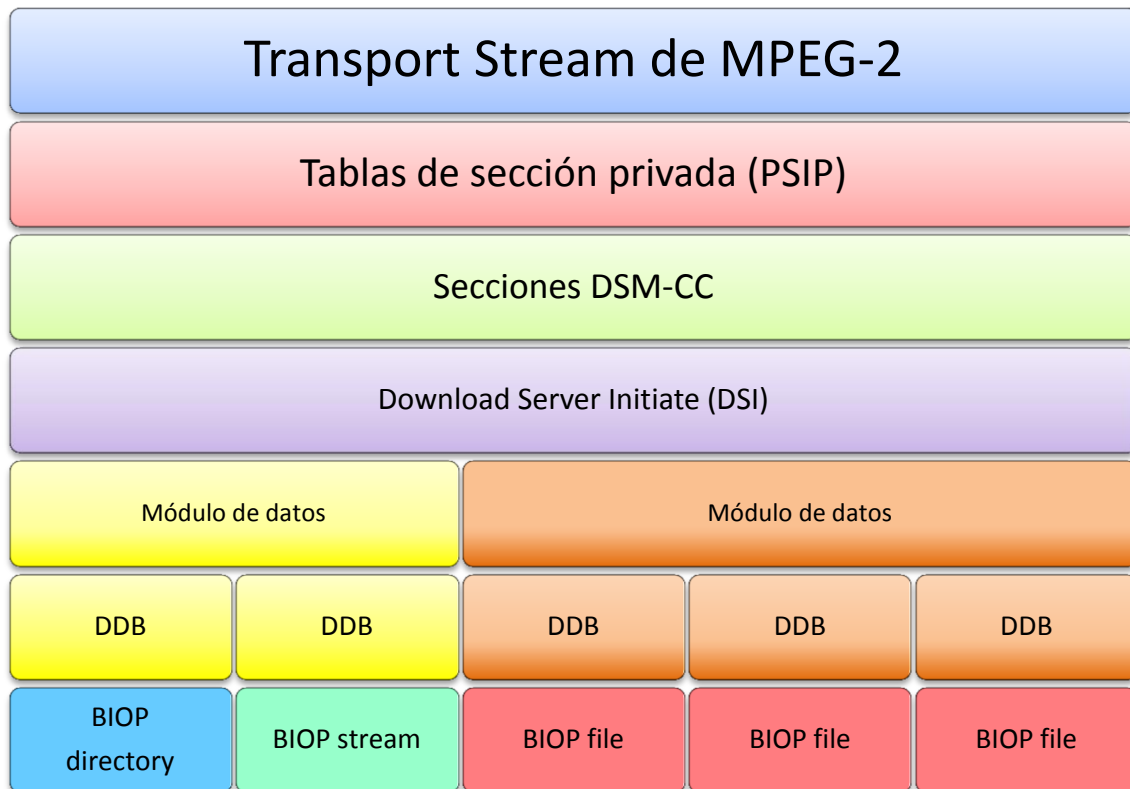 Transport Stream de MPEG-2
Tablas de sección privada (PSIP)
Secciones DSM-CC
Download Server Initiate (DSI)
Módulo de datos
Módulo de datos
DDB
DDB
DDB
DDB
DDB
BIOP
directory
BIOP stream
BIOP file
BIOP file
BIOP file